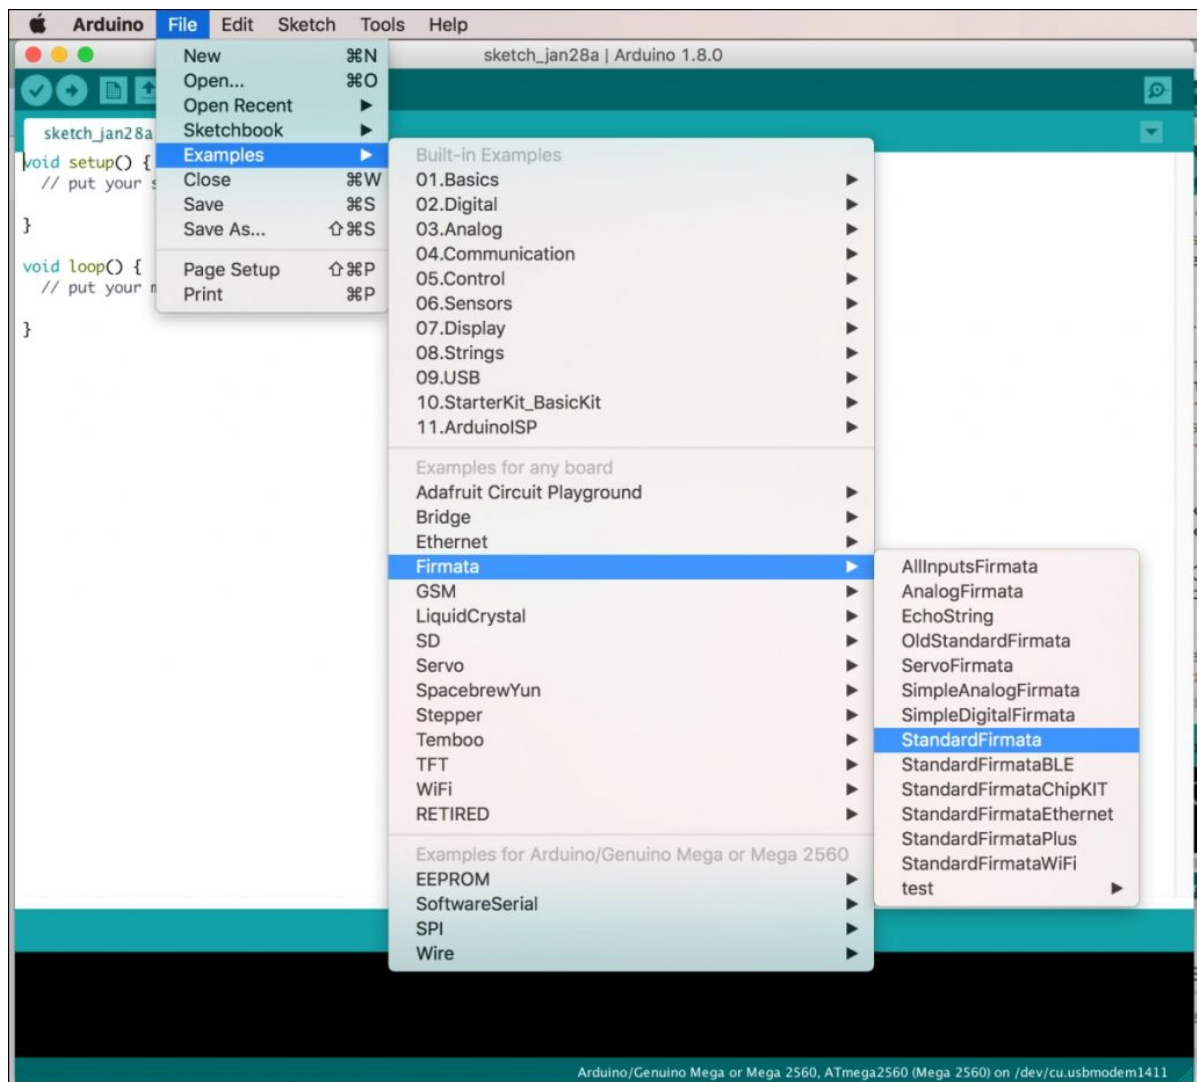 Arduino File Edit Sketch Tools Help
sketch_jan28a | Arduino 1.8.0
New ⌘N
Open... ⌘O
Open Recent ▶
Sketchbook ▶
Examples ▶
Close ⌘W
Save ⌘S
Save As... ⇧⌘S
Page Setup ⇧⌘P
Print ⌘P
sketch_jan28a
void setup() {
// put your
}
void loop() {
// put your
}
Built-in Examples
01.Basics ▶
02.Digital ▶
03.Analog ▶
04.Communication ▶
05.Control ▶
06.Sensors ▶
07.Display ▶
08.Strings ▶
09.USB ▶
10.StarterKit_BasicKit ▶
11.ArduinoISP ▶
Examples for any board
Adafruit Circuit Playground ▶
Bridge ▶
Ethernet ▶
Firmata ▶
GSM ▶
LiquidCrystal ▶
SD ▶
Servo ▶
SpacebrewYun ▶
Stepper ▶
Temboo ▶
TFT ▶
WiFi ▶
RETIRED ▶
Examples for Arduino/Genuino Mega or Mega 2560
EEPROM ▶
SoftwareSerial ▶
SPI ▶
Wire ▶
AllInputsFirmata
AnalogFirmata
EchoString
OldStandardFirmata
ServoFirmata
SimpleAnalogFirmata
SimpleDigitalFirmata
StandardFirmata
StandardFirmataBLE
StandardFirmataChipKIT
StandardFirmataEthernet
StandardFirmataPlus
StandardFirmataWiFi
test ▶
Arduino/Genuino Mega or Mega 2560, ATmega2560 (Mega 2560) on /dev/cu.usbmodem1411